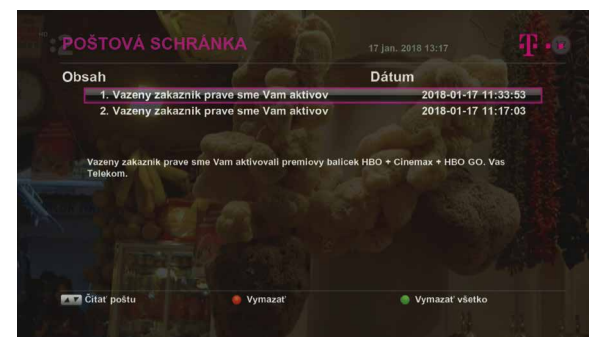 HD :2
POŠTOVÁ SCHRÁNKA 17 jan. 2018 13:17 T
Obsah Dátum
1. Vazeny zakaznik prave sme Vam aktivov 2018-01-17 11:33:53
2. Vazeny zakaznik prave sme Vam aktivov 2018-01-17 11:17:03
Vazeny zakaznik prave sme Vam aktivovali premiovy balicek HBO + Cinemax + HBO GO. Vas
Telekom.
Čítať poštu Vymazať Vymazať všetko